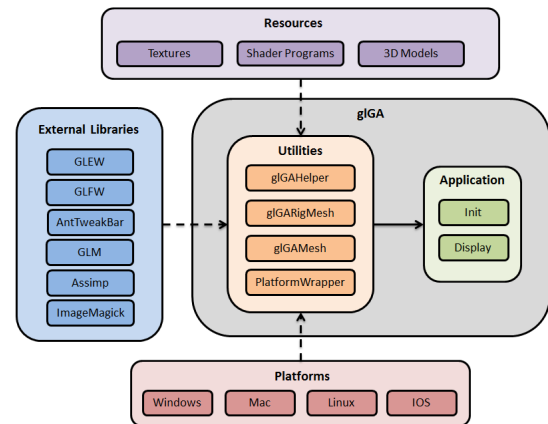 Resources
Textures
Shader Programs
3D Models
glGA
External Libraries
GLEW
GLFW
AntTweakBar
GLM
Assimp
ImageMagick
Utilities
glGAHelper
glGARigMesh
glGAMesh
PlatformWrapper
Application
Init
Display
Platforms
Windows
Mac
Linux
IOS